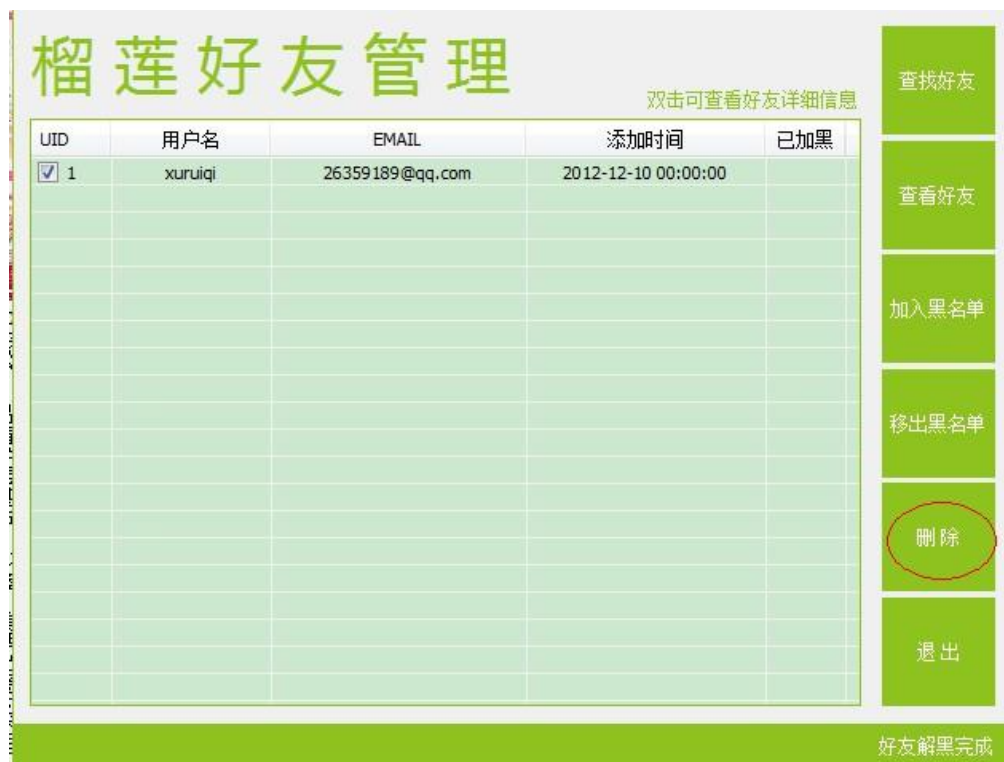 榴莲好友管理
双击可查看好友详细信息
UID 用户名 EMAIL 添加时间 已加黑
1 xuruiqi 26359189@qq.com 2012-12-10 00:00:00
查找好友
查看好友
加入黑名单
移出黑名单
删除
退出
好友解黑完成